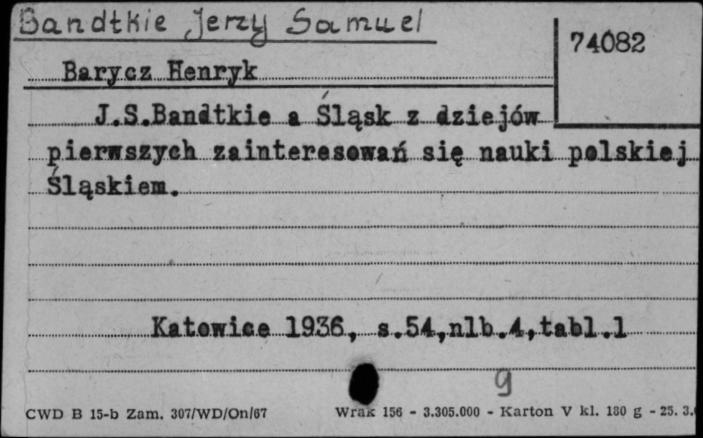 Bandtkie Jerzy Samuel
74082
Barycz Henryk
J.S.Bandtkie a Śląsk z dziejów
pierwszych zainteresowań się nauki polskiej
Śląskiem.
Katowice 1936, s.54,nlb.4,tabl.1
9
CWD B 15-b Zam. 307/WD/On/67 Wrak 156 - 3.305.000 - Karton V kl. 180 g - 25. 3.